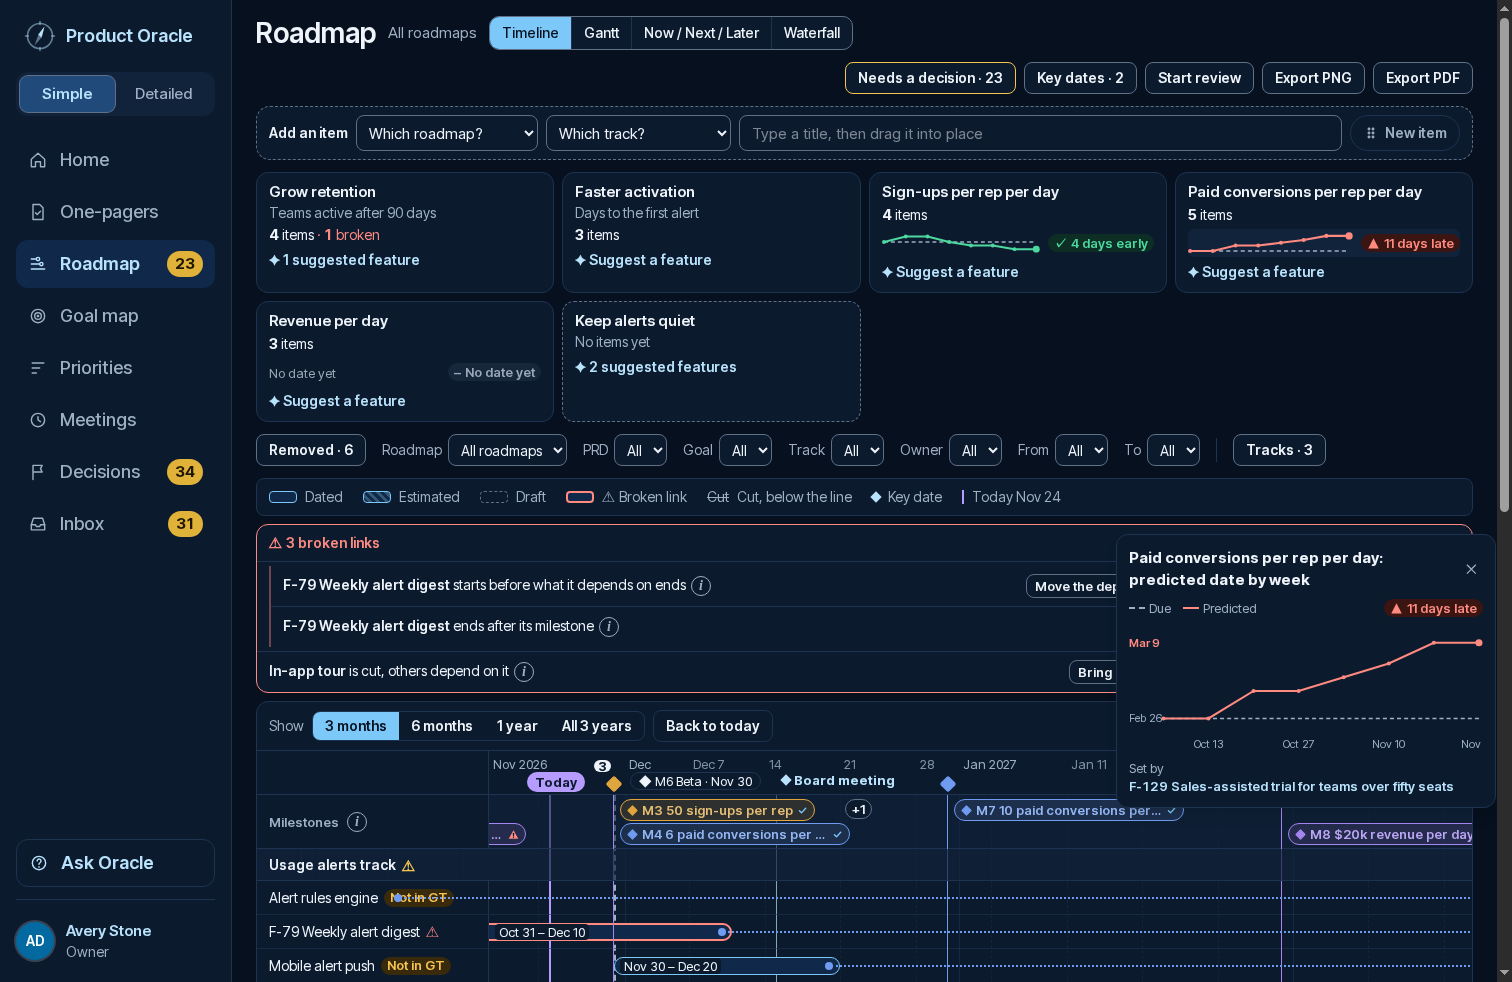 Product Oracle
Simple
Detailed
Home
One-pagers
Roadmap 23
Goal map
Priorities
Meetings
Decisions 34
Inbox 31
Ask Oracle
AD
Avery Stone
Owner
Roadmap All roadmaps Timeline Gantt Now / Next / Later Waterfall
Needs a decision · 23 Key dates · 2 Start review Export PNG Export PDF
Add an item Which roadmap? Which track? Type a title, then drag it into place New item
Grow retention
Teams active after 90 days
4 items · 1 broken
✦ 1 suggested feature
Faster activation
Days to the first alert
3 items
✦ Suggest a feature
Sign-ups per rep per day
4 items
✓ 4 days early
✦ Suggest a feature
Paid conversions per rep per day
5 items
▲ 11 days late
✦ Suggest a feature
Revenue per day
3 items
No date yet – No date yet
✦ Suggest a feature
Keep alerts quiet
No items yet
✦ 2 suggested features
Removed · 6 Roadmap All roadmaps PRD All Goal All Track All Owner All From All To All Tracks · 3
Dated Estimated Draft ⚠ Broken link Cut Cut, below the line ◆ Key date Today Nov 24
⚠ 3 broken links
F-79 Weekly alert digest starts before what it depends on ends i
Move the dep
F-79 Weekly alert digest ends after its milestone i
In-app tour is cut, others depend on it i
Bring
Paid conversions per rep per day:
predicted date by week
Due Predicted ▲ 11 days late
Mar 9
Feb 26
Oct 13 Oct 27 Nov 10 Nov
Set by
F-129 Sales-assisted trial for teams over fifty seats
Show 3 months 6 months 1 year All 3 years Back to today
Nov 2026 3 Dec Dec 7 14 21 28 Jan 2027 Jan 11
Today ◆ M6 Beta · Nov 30 ◆ Board meeting
Milestones i
◆ M3 50 sign-ups per rep ✓ +1 ◆ M7 10 paid conversions per... ✓
... ⚠ ◆ M4 6 paid conversions per ... ✓ ◆ M8 $20k revenue per day
Usage alerts track ⚠
Alert rules engine Not in GT
F-79 Weekly alert digest ⚠ Oct 31 – Dec 10
Mobile alert push Not in GT Nov 30 – Dec 20